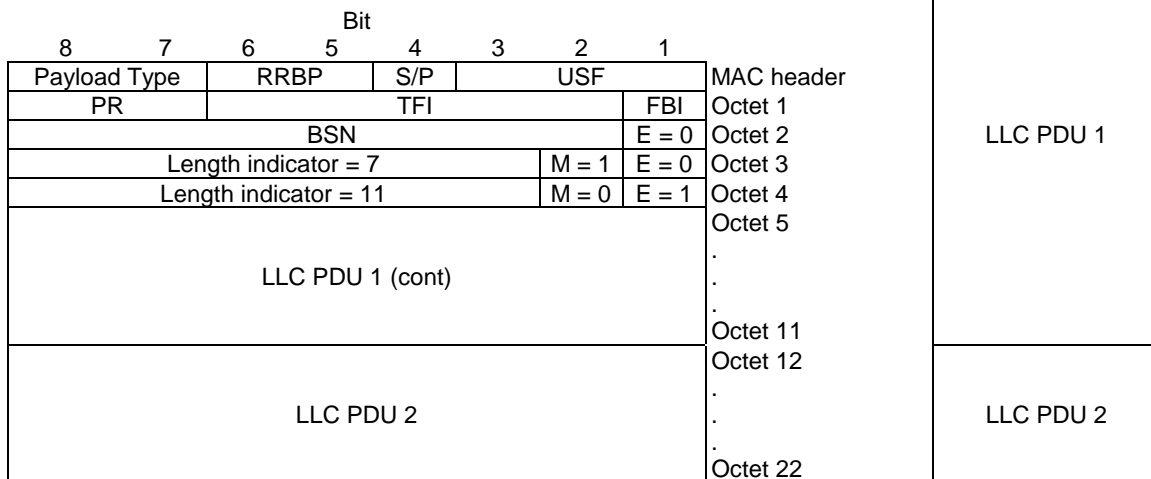 Bit
8 7 6 5 4 3 2 1
Payload Type RRBP S/P USF MAC header
PR TFI FBI Octet 1
BSN E = 0 Octet 2
LLC PDU 1
Length indicator = 7 M = 1 E = 0 Octet 3
Length indicator = 11 M = 0 E = 1 Octet 4
Octet 5
.
LLC PDU 1 (cont) .
.
Octet 11
Octet 12
.
LLC PDU 2 . LLC PDU 2
.
Octet 22